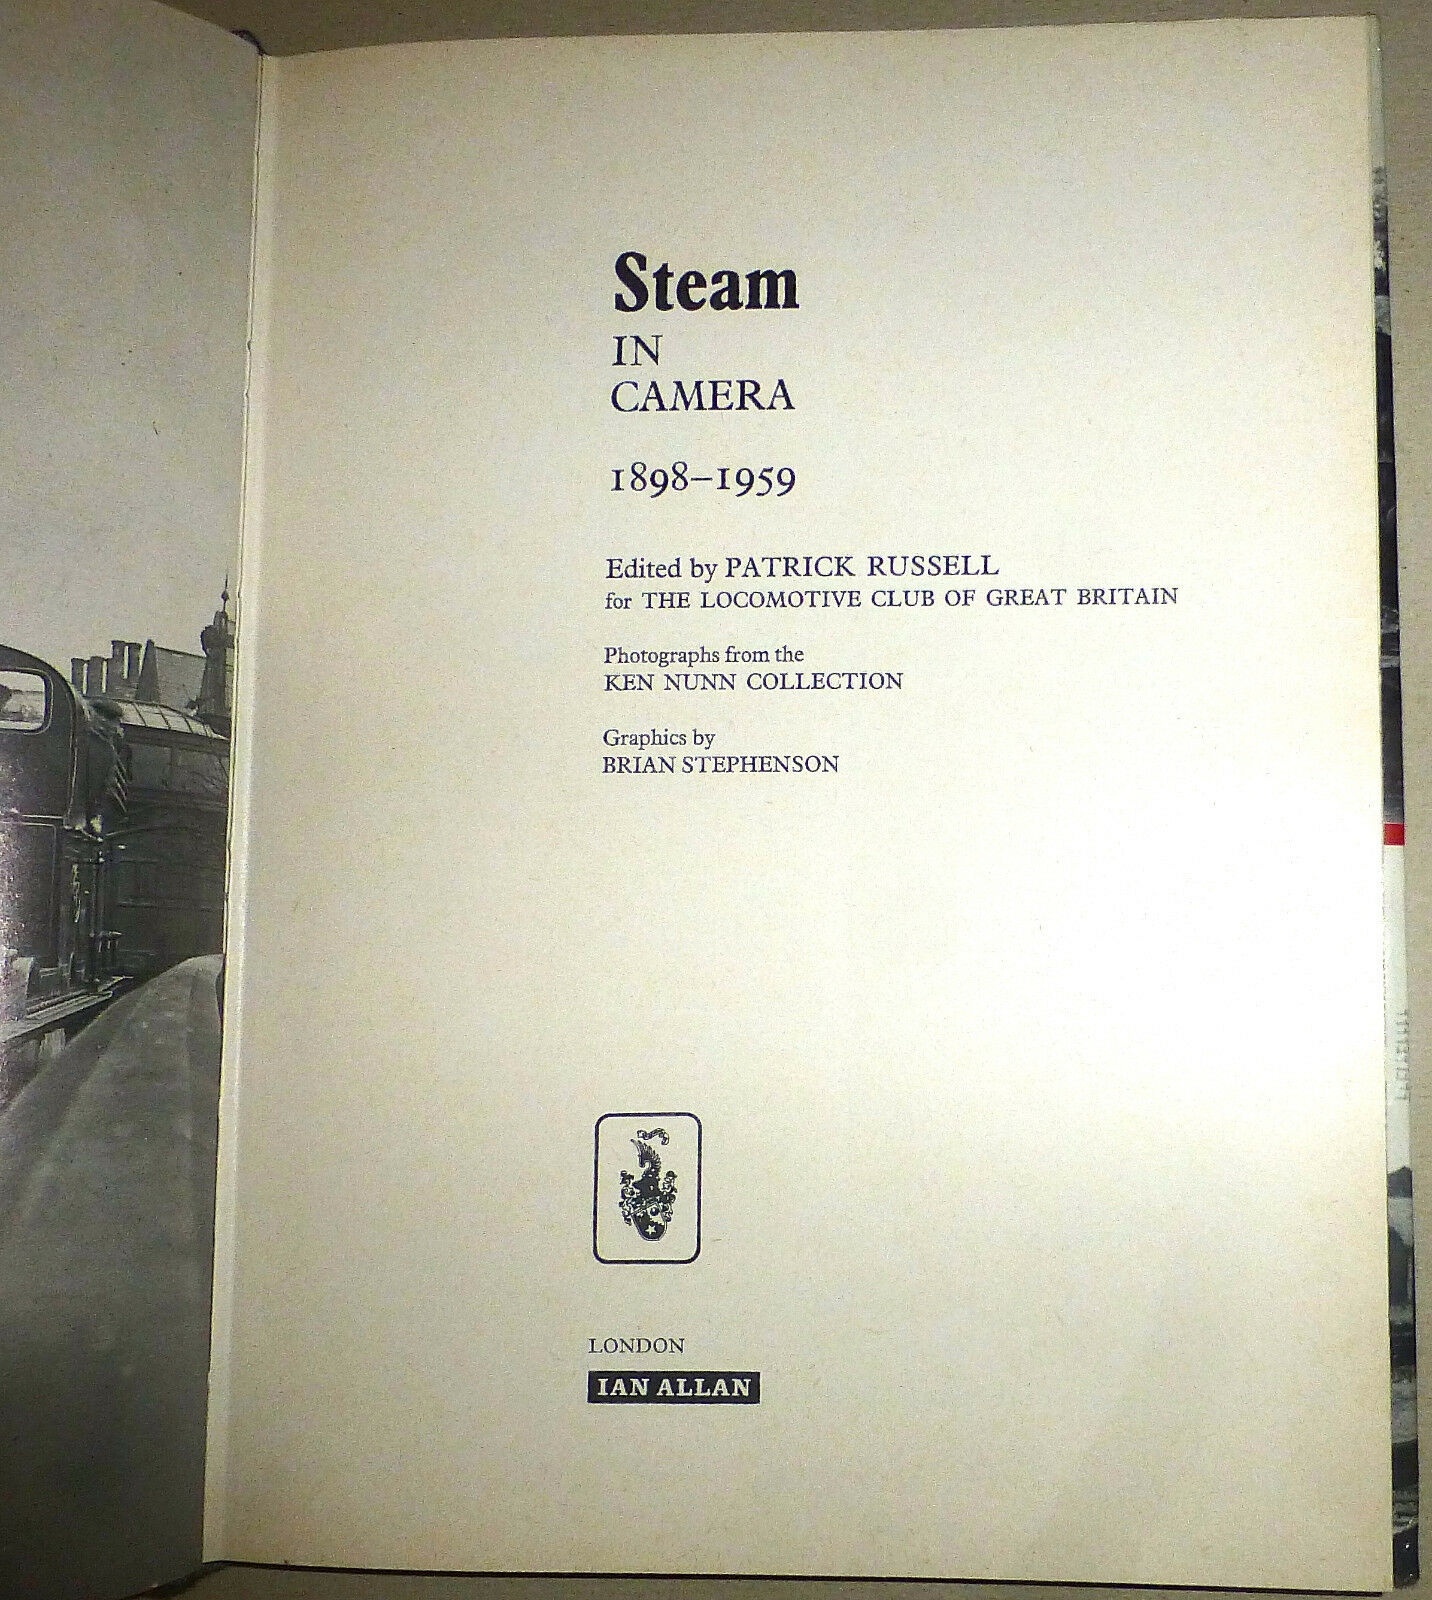 Steam
IN
CAMERA
1898–1959
Edited by PATRICK RUSSELL
for THE LOCOMOTIVE CLUB OF GREAT BRITAIN
Photographs from the
KEN NUNN COLLECTION
Graphics by
BRIAN STEPHENSON
LONDON
IAN ALLAN